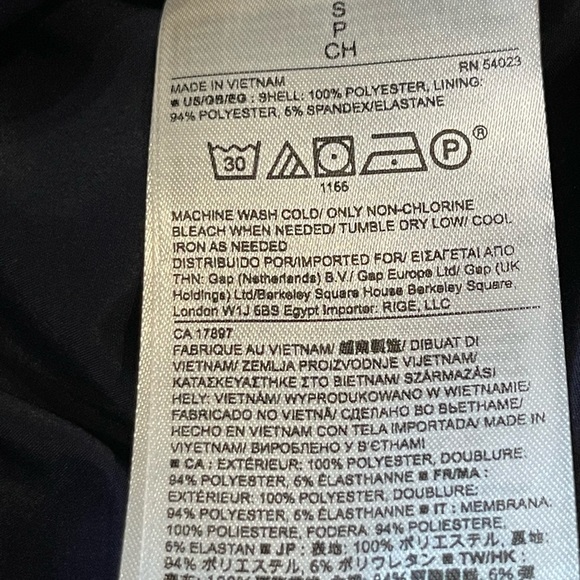 S
P
CH
RN 54023
MADE IN VIETNAM
■ US/GB/EG : SHELL: 100% POLYESTER, LINING:
94% POLYESTER, 6% SPANDEX/ELASTANE
30 P ®
1166
MACHINE WASH COLD/ ONLY NON-CHLORINE
BLEACH WHEN NEEDED/ TUMBLE DRY LOW/ COOL
IRON AS NEEDED
DISTRIBUIDO POR/IMPORTED FOR/ ΕΙΣΑΓΕΤΑΙ ΑΠΟ
ΤΗΝ: Gap (Netherlands) B.V./ Gap Europe Ltd/ Gap (UK
Holdings) Ltd/Berkeley Square House Berkeley Square,
London W1J 6BS Egypt Importer: RIGE, LLC
CA 17897
FABRIQUÉ AU VIETNAM/ 越南製造/ DIBUAT DI
VIETNAM/ ZEMLJA PROIZVODNJE VIJETNAM/
ΚΑΤΑΣΚΕΥΑΣΤΗΚΕ ΣΤΟ ΒΙΕΤΝΑΜ/ SZÁRMAZÁSI
HELY: VIETNÁM/ WYPRODUKOWANO W WIETNAMIE/
FABRICADO NO VIETNÃ/ СДЕЛАНО ВО ВЬЕТНАМЕ/
HECHO EN VIETNAM CON TELA IMPORTADA/ MADE IN
VIYETNAM/ ВИРОБЛЕНО У В'ЄТНАМІ
■ CA : EXTÉRIEUR: 100% POLYESTER, DOUBLURE:
94% POLYESTER, 6% ÉLASTHANNE ■ FR/MA :
EXTÉRIEUR: 100% POLYESTER, DOUBLURE:
94% POLYESTER, 6% ÉLASTHANNE ■ IT : MEMBRANA:
100% POLIESTERE, FODERA: 94% POLIESTERE,
6% ELASTAN ■ JP : 表地: 100% ポリエステル, 裏地:
94% ポリエステル, 6% ポリウレタン ■ TW/HK :